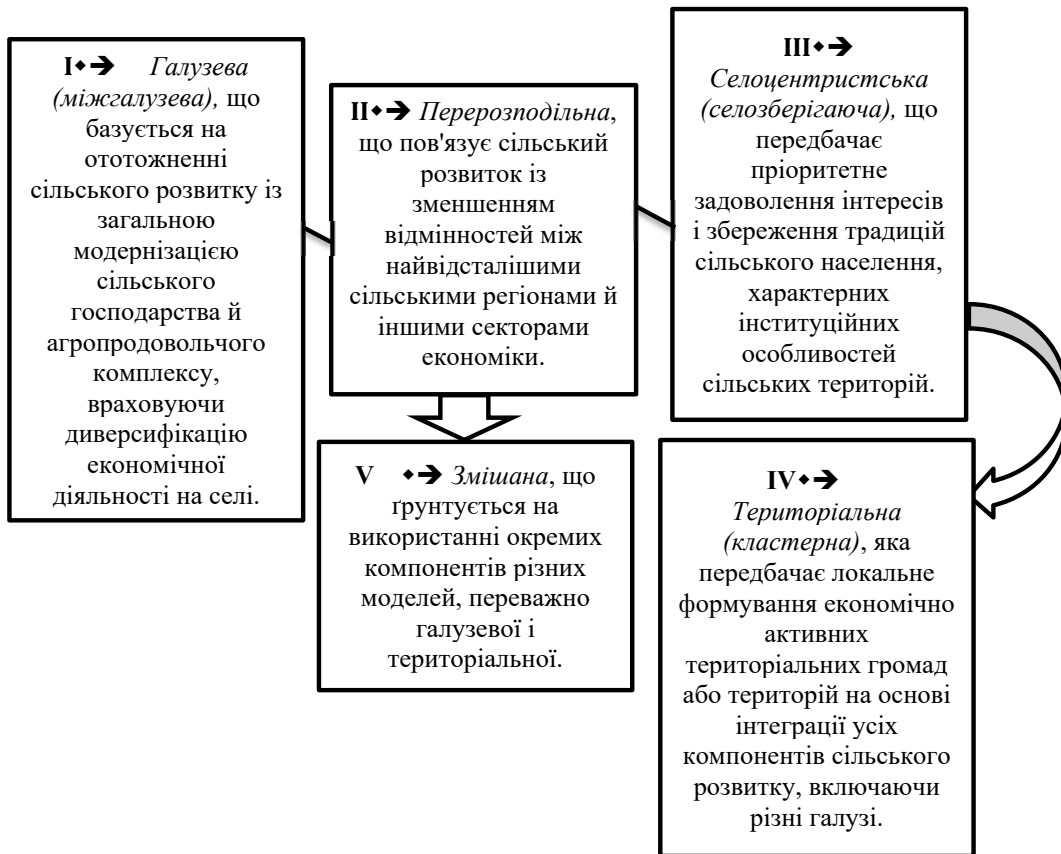 I◆➔ Галузева
(міжгалузева), що
базується на
ототожненні
сільського розвитку із
загальною
модернізацією
сільського
господарства й
агропродовольчого
комплексу,
враховуючи
диверсифікацію
економічної
діяльності на селі.
II◆➔ Перерозподільна,
що пов'язує сільський
розвиток із
зменшенням
відмінностей між
найвідсталішими
сільськими регіонами й
іншими секторами
економіки.
III◆➔
Селоцентристська
(селозберігаюча), що
передбачає
пріоритетне
задоволення інтересів
і збереження традицій
сільського населення,
характерних
інституційних
особливостей
сільських територій.
IV◆➔
Територіальна
(кластерна), яка
передбачає локальне
формування економічно
активних
територіальних громад
або територій на основі
інтеграції усіх
компонентів сільського
розвитку, включаючи
різні галузі.
V ◆➔ Змішана, що
ґрунтується на
використанні окремих
компонентів різних
моделей, переважно
галузевої і
територіальної.